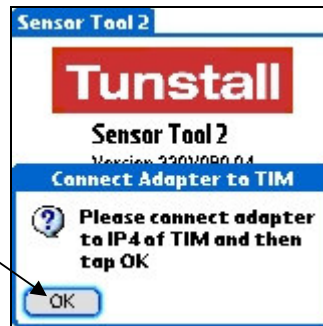 Sensor Tool 2
Tunstall
Sensor Tool 2
Connect Adapter to TIM
Please connect adapter
to IP4 of TIM and then
tap OK
OK